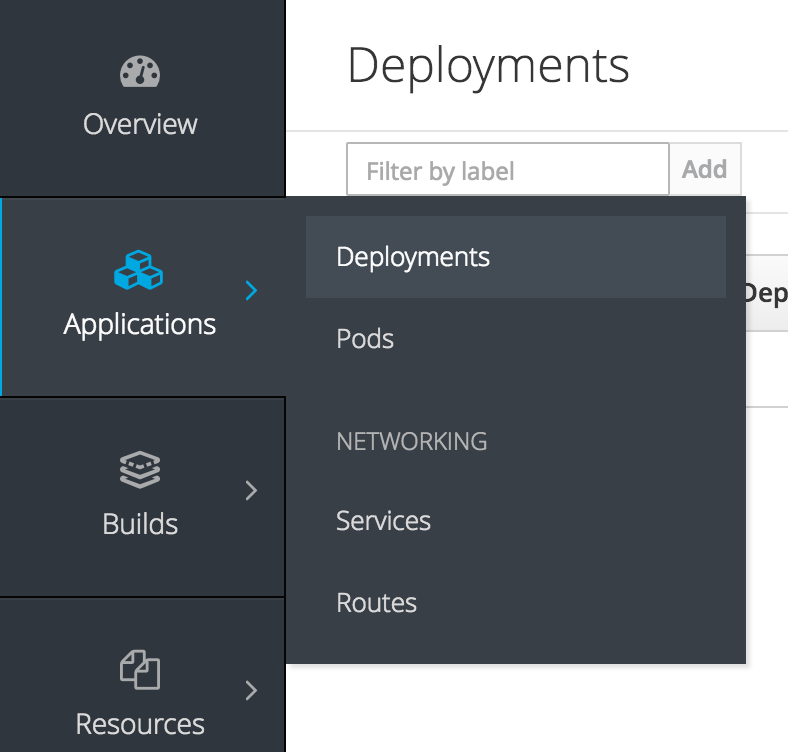 Overview
Applications
Builds
Resources
Deployments
Filter by label
Add
Deployments
Pods
NETWORKING
Services
Routes
Dep